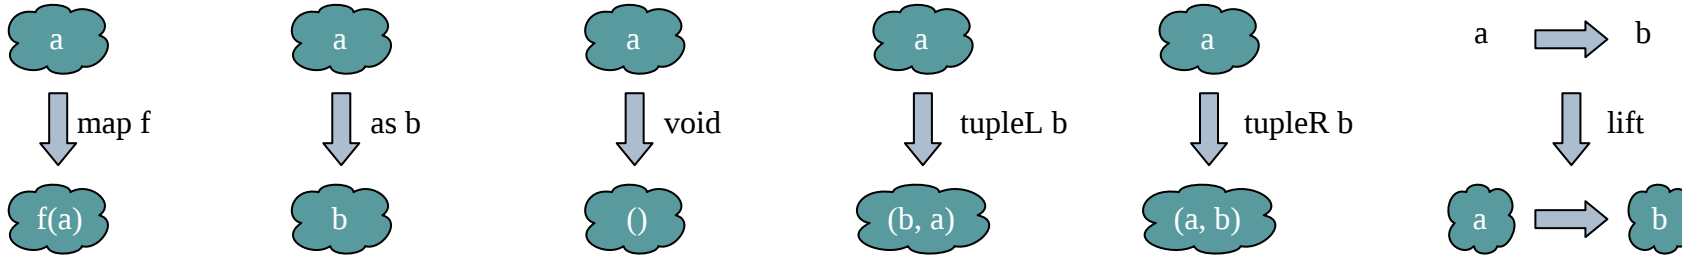 a a a a a a b
map f as b void tupleL b tupleR b lift
f(a) b () (b, a) (a, b) a b